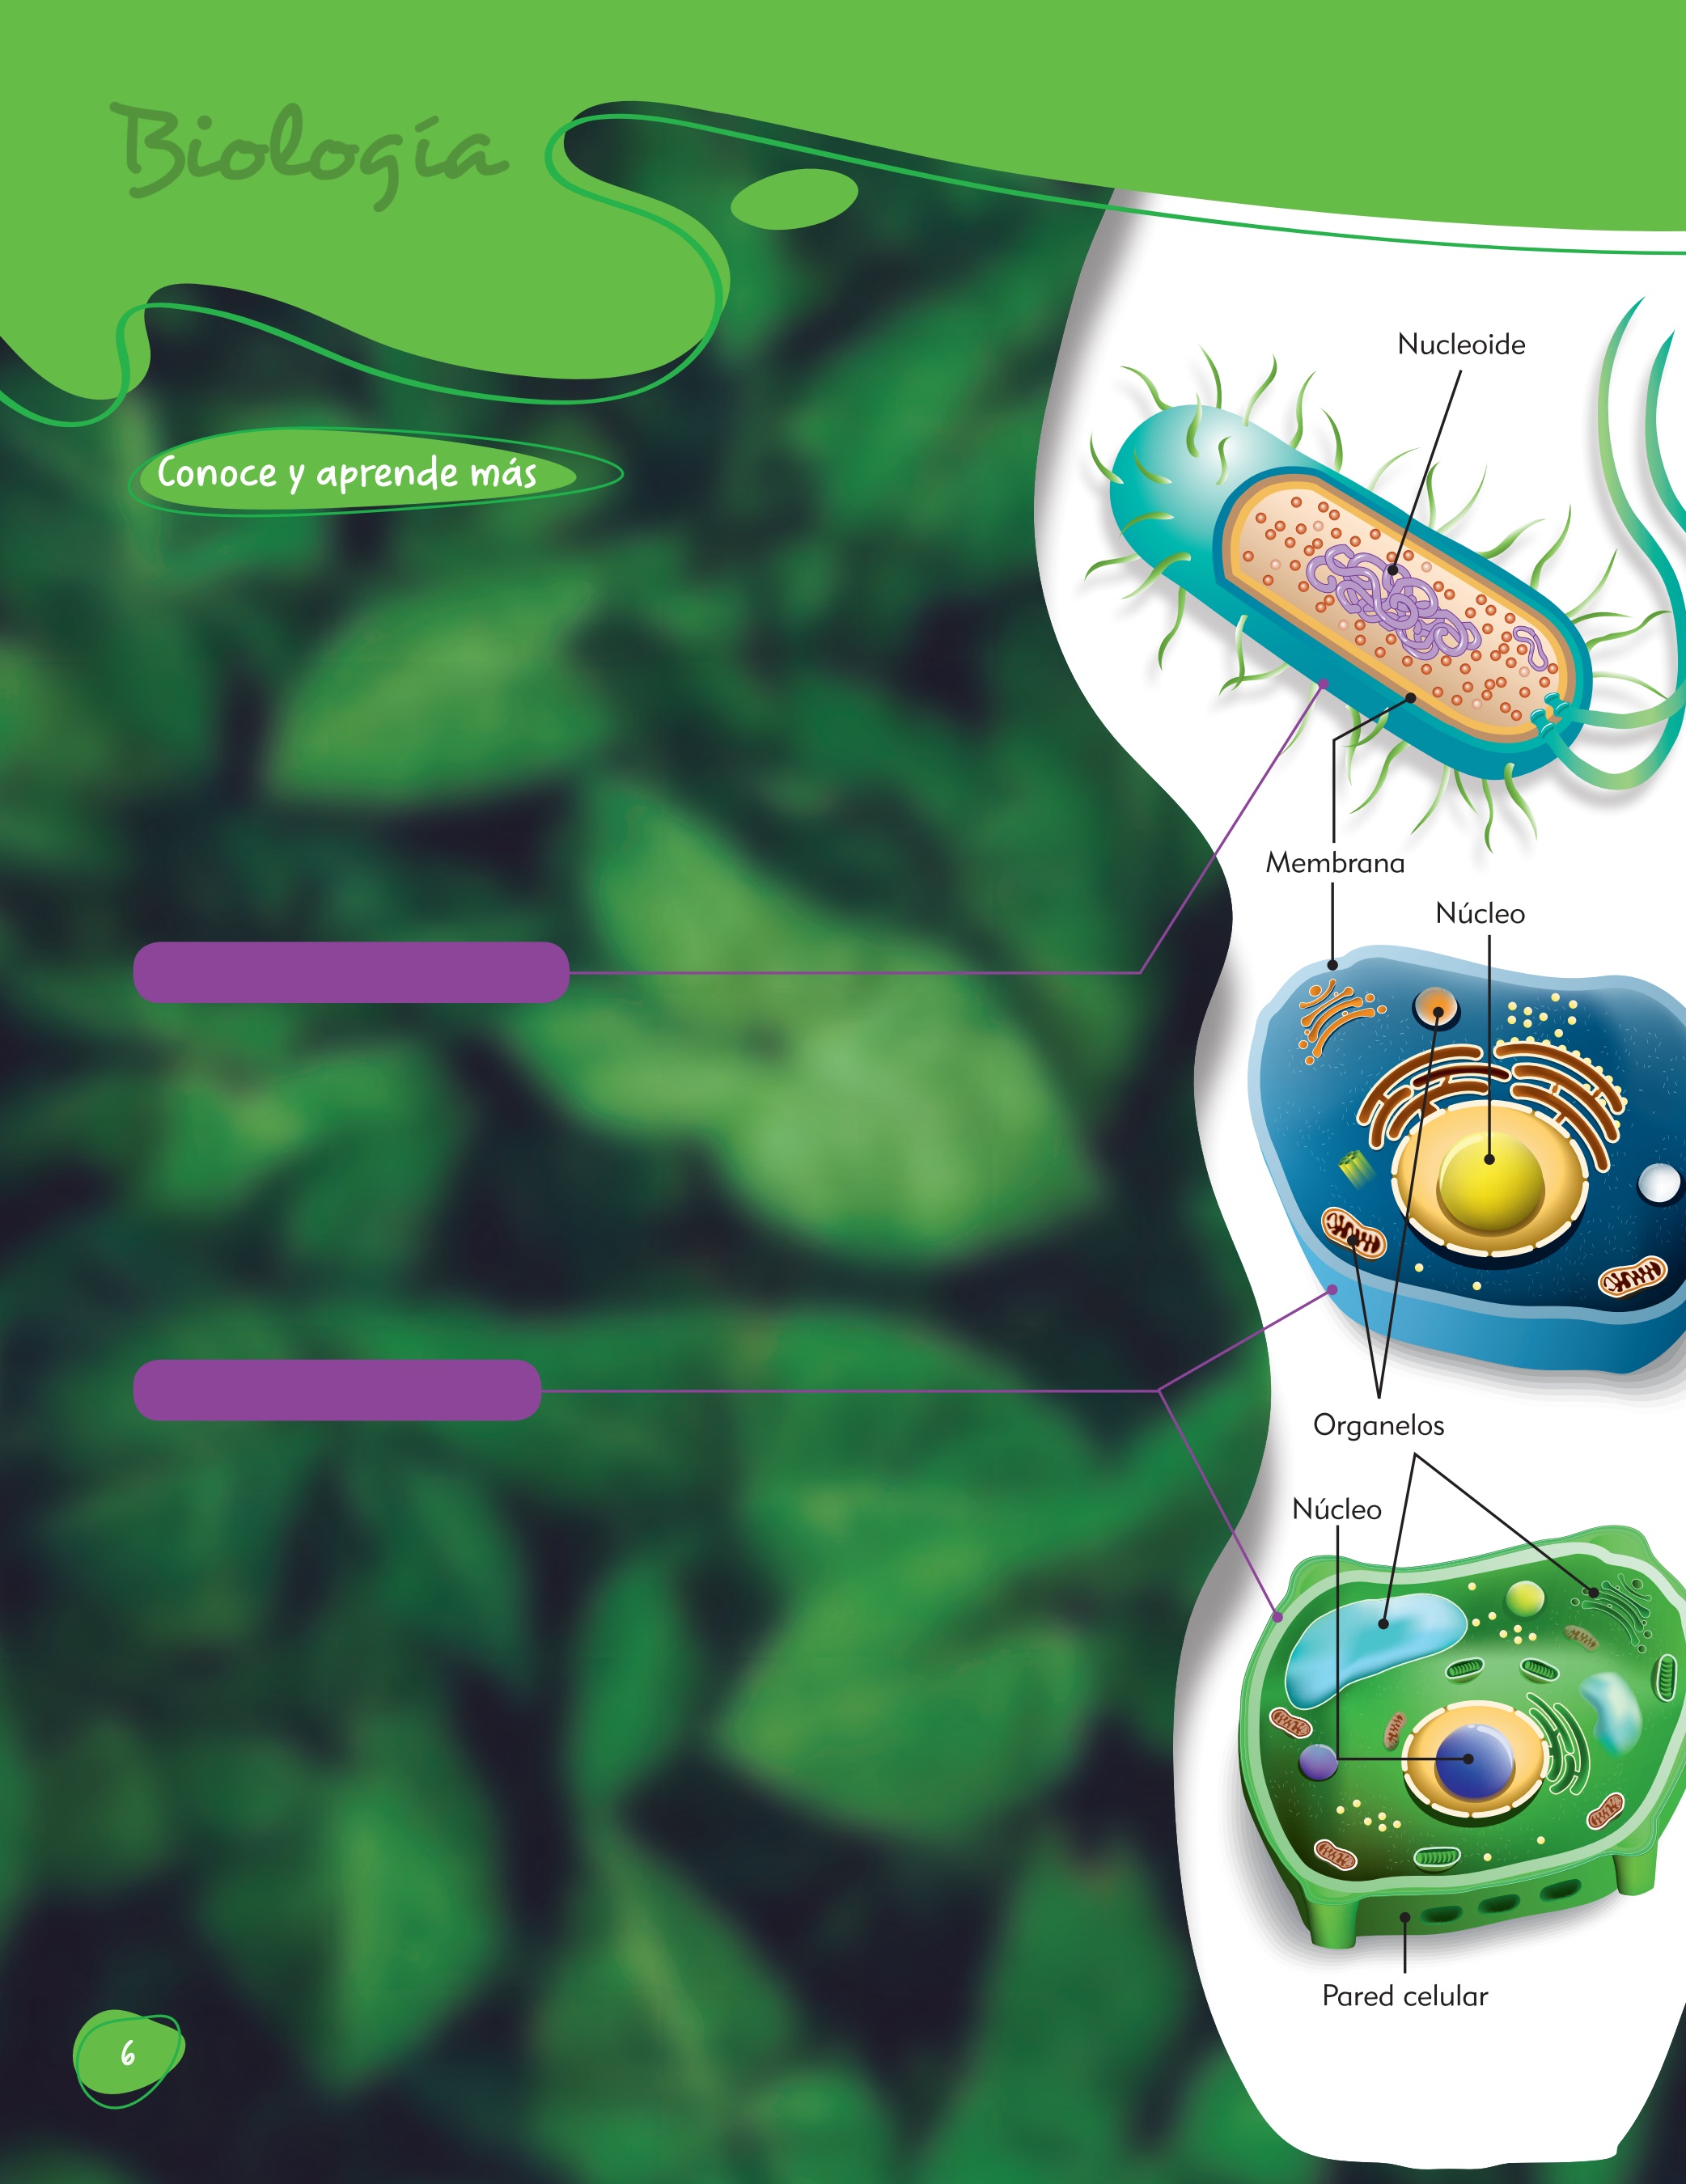 Biología
Conoce y aprende más
Nucleoide
Membrana
Núcleo
Organelos
Núcleo
Pared celular
6